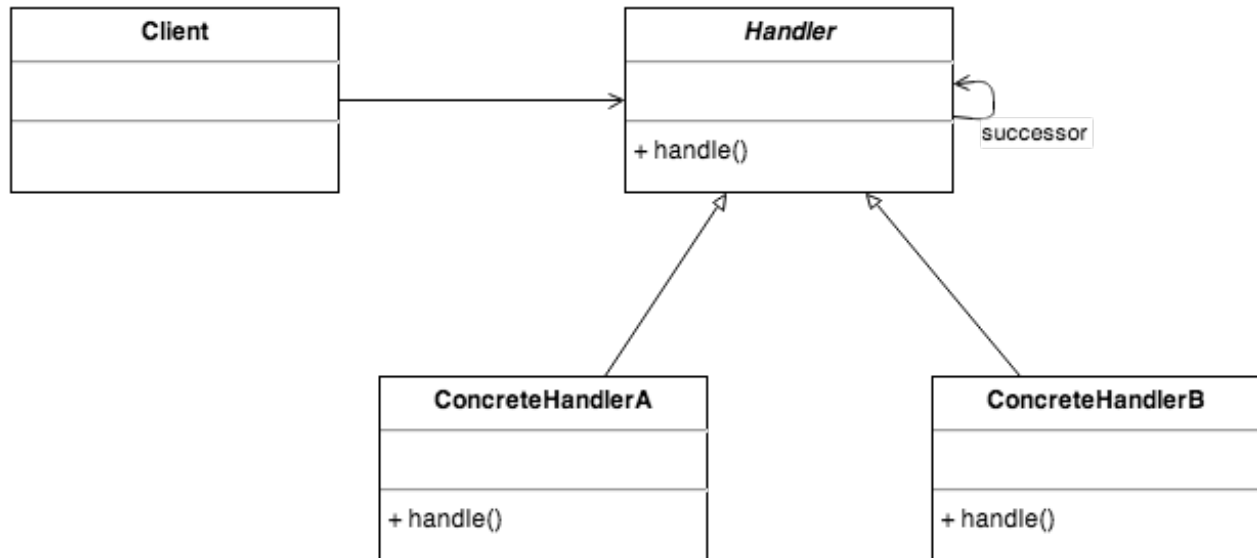 Client
Handler
+ handle()
successor
ConcreteHandlerA
+ handle()
ConcreteHandlerB
+ handle()